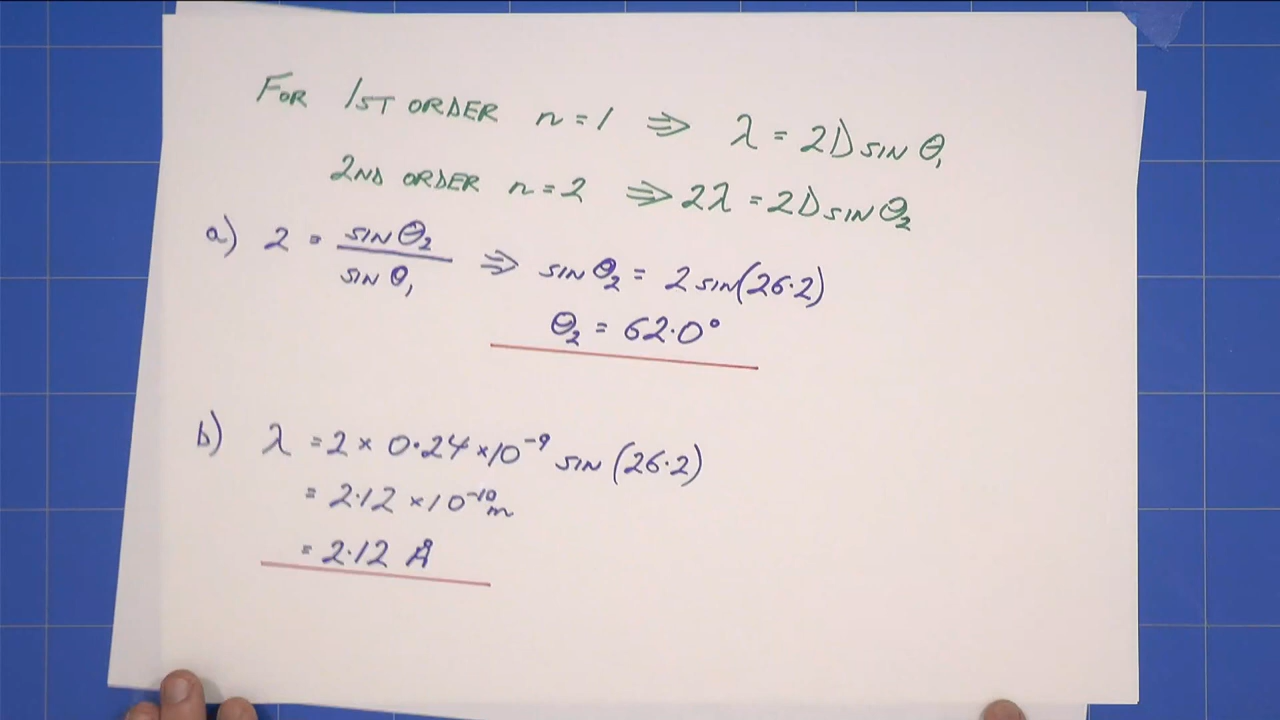 FOR 1ST ORDER n = 1 ⇒ λ = 2D SIN θ₁
2ND ORDER n = 2 ⇒ 2λ = 2D SIN θ₂
a) 2 = SIN θ₂ / SIN θ₁ ⇒ SIN θ₂ = 2 SIN(26.2)
θ₂ = 62.0°
b) λ = 2 × 0.24 × 10⁻⁹ SIN (26.2)
= 2.12 × 10⁻¹⁰ m
= 2.12 Å